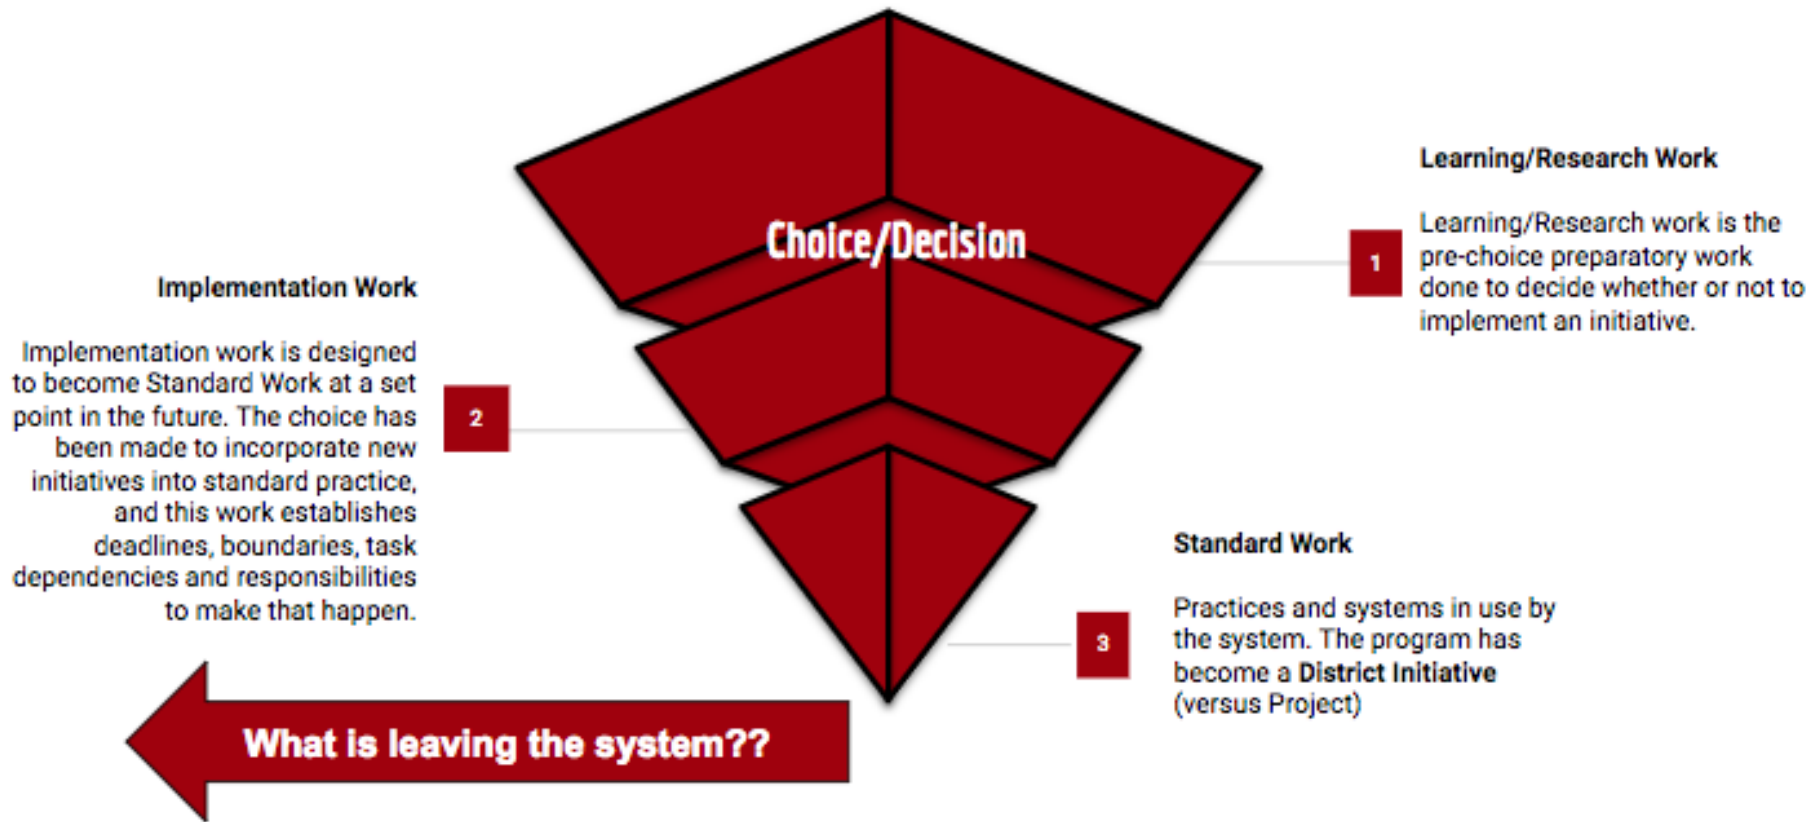 Choice/Decision
Learning/Research Work
1
Learning/Research work is the
pre-choice preparatory work
done to decide whether or not to
implement an initiative.
Implementation Work
2
Implementation work is designed
to become Standard Work at a set
point in the future. The choice has
been made to incorporate new
initiatives into standard practice,
and this work establishes
deadlines, boundaries, task
dependencies and responsibilities
to make that happen.
Standard Work
3
Practices and systems in use by
the system. The program has
become a District Initiative
(versus Project)
What is leaving the system??